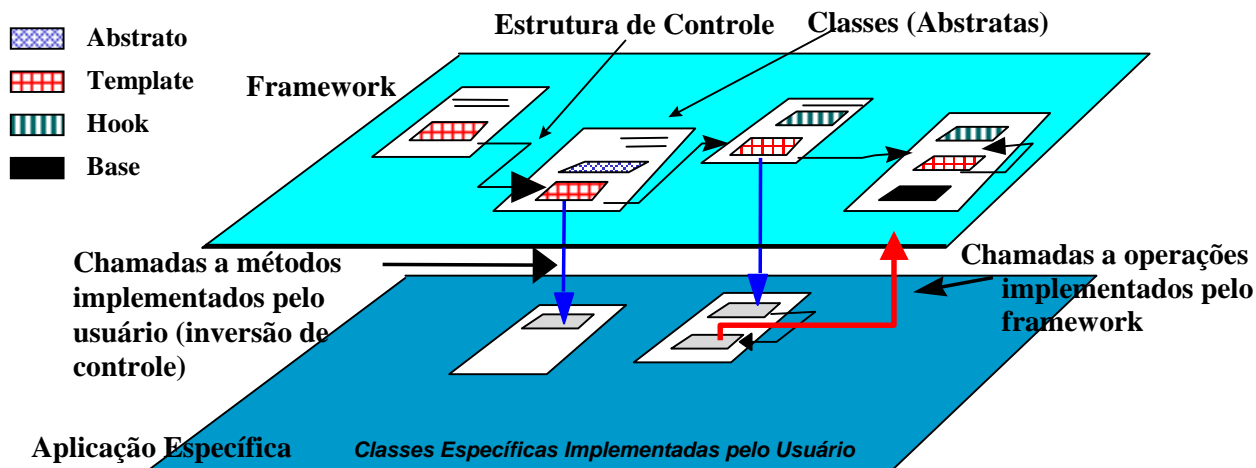 Estrutura de Controle
Classes (Abstratas)
Abstrato
Template
Hook
Base
Framework
Chamadas a métodos
implementados pelo
usuário (inversão de
controle)
Chamadas a operações
implementados pelo
framework
Aplicação Específica
Classes Específicas Implementadas pelo Usuário